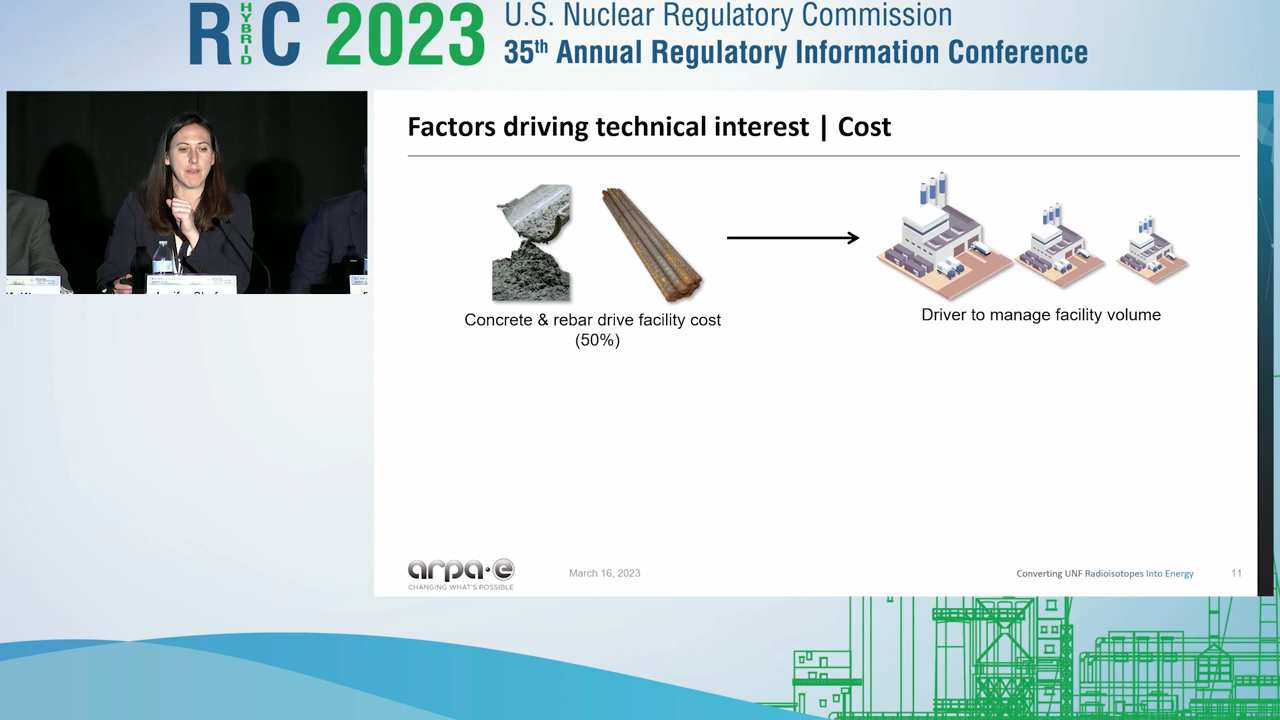 RIC 2023
HYBRID
U.S. Nuclear Regulatory Commission
35th Annual Regulatory Information Conference
Factors driving technical interest | Cost
Concrete & rebar drive facility cost
(50%)
Driver to manage facility volume
arpa·e
CHANGING WHAT'S POSSIBLE
March 16, 2023
Converting UNF Radioisotopes Into Energy
11